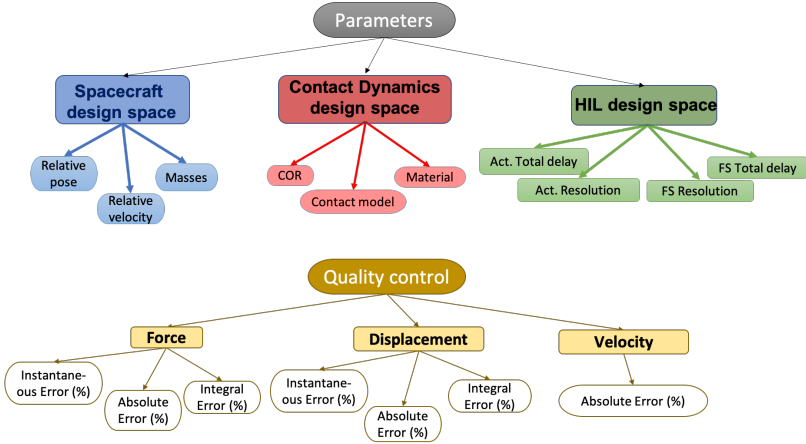 Parameters
Spacecraft
design space
Contact Dynamics
design space
HIL design space
Relative
pose
Relative
velocity
Masses
COR
Contact model
Material
Act. Total delay
Act. Resolution
FS Resolution
FS Total delay
Quality control
Force
Displacement
Velocity
Instantane-
ous Error (%)
Absolute
Error (%)
Integral
Error (%)
Instantane-
ous Error (%)
Absolute
Error (%)
Integral
Error (%)
Absolute Error (%)